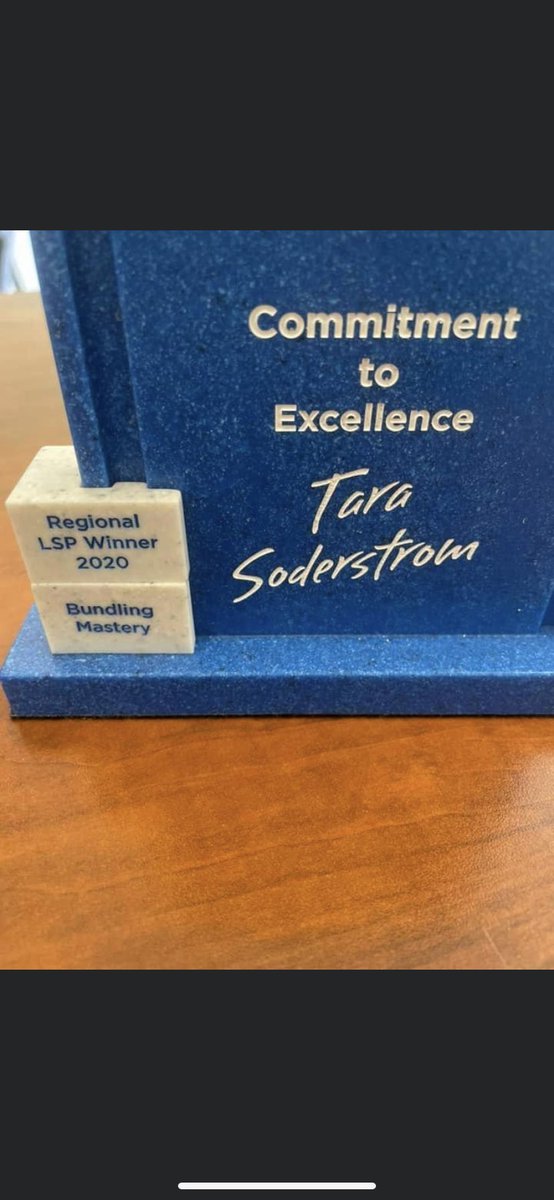 Commitment
to
Excellence
Tara
Soderstrom
Regional
LSP Winner
2020
Bundling
Mastery